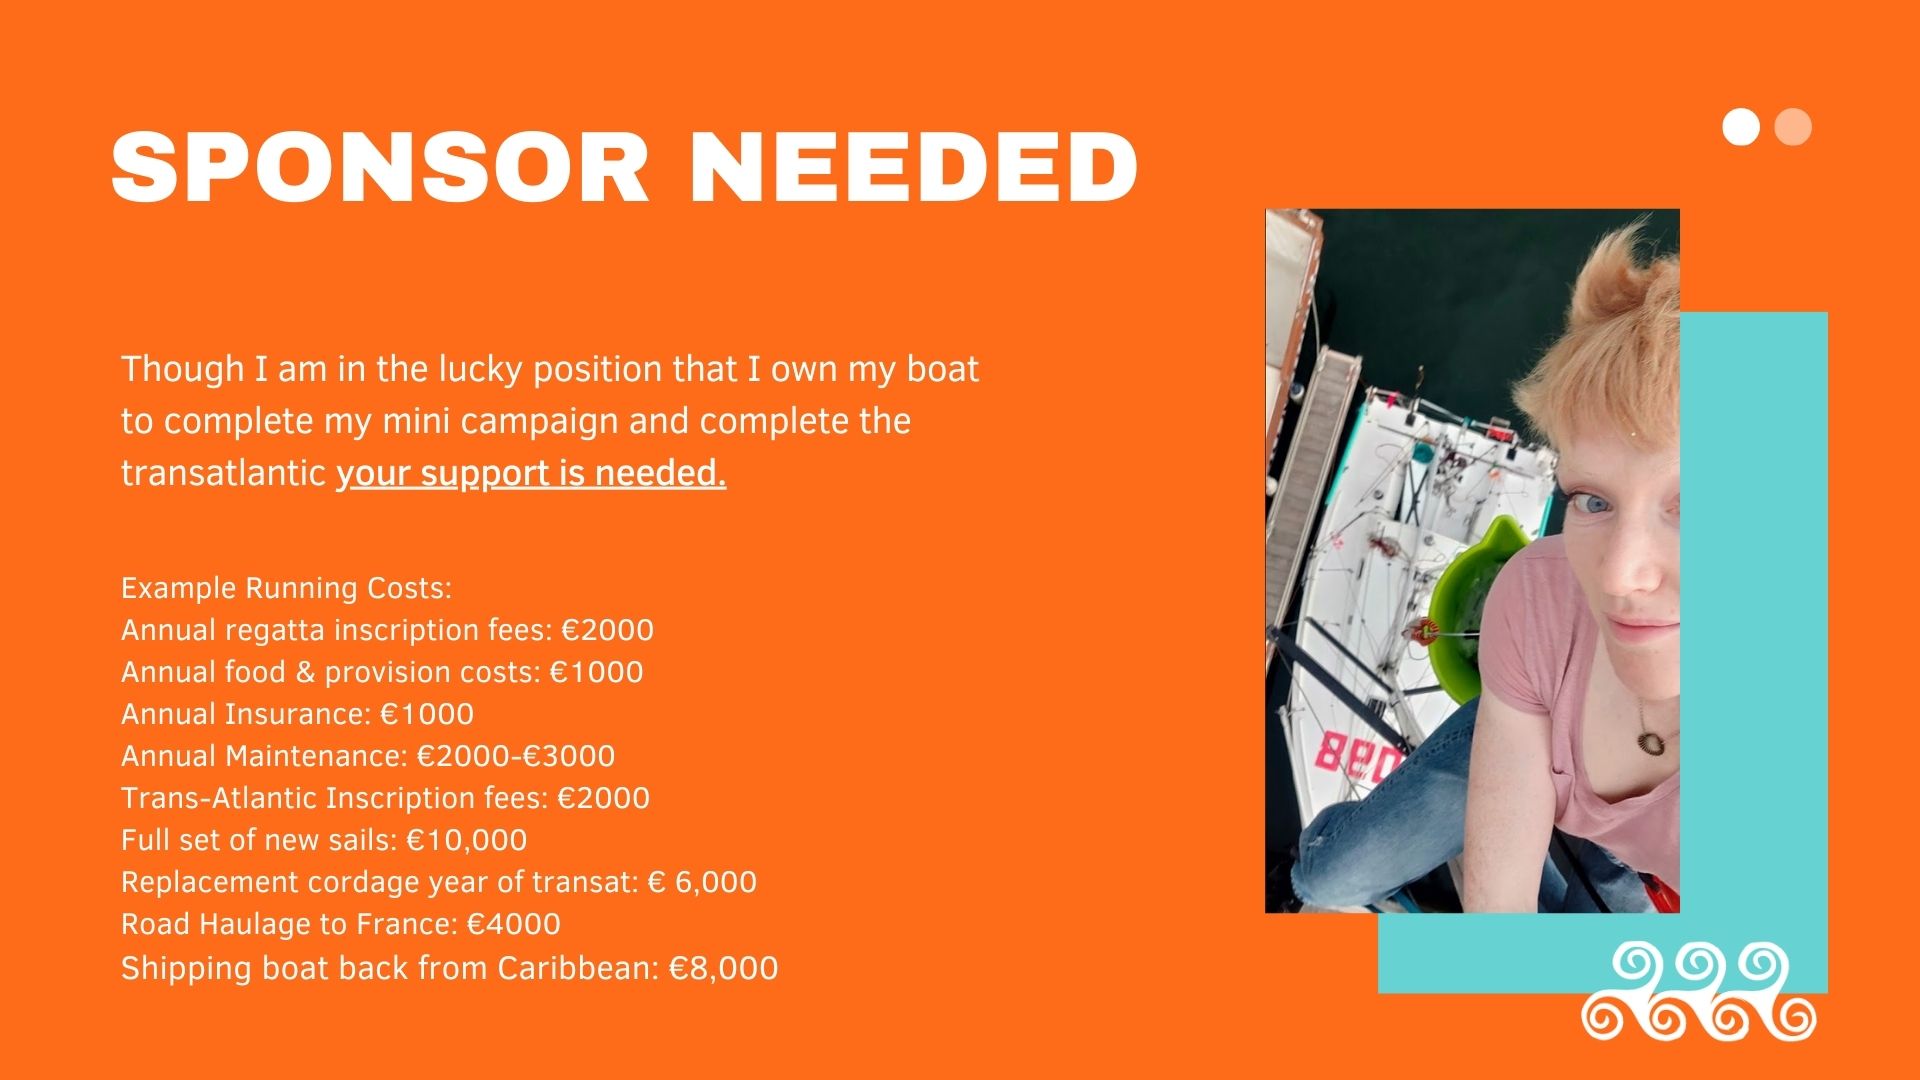 SPONSOR NEEDED
Though I am in the lucky position that I own my boat
to complete my mini campaign and complete the
transatlantic your support is needed.
Example Running Costs:
Annual regatta inscription fees: €2000
Annual food & provision costs: €1000
Annual Insurance: €1000
Annual Maintenance: €2000-€3000
Trans-Atlantic Inscription fees: €2000
Full set of new sails: €10,000
Replacement cordage year of transat: € 6,000
Road Haulage to France: €4000
Shipping boat back from Caribbean: €8,000